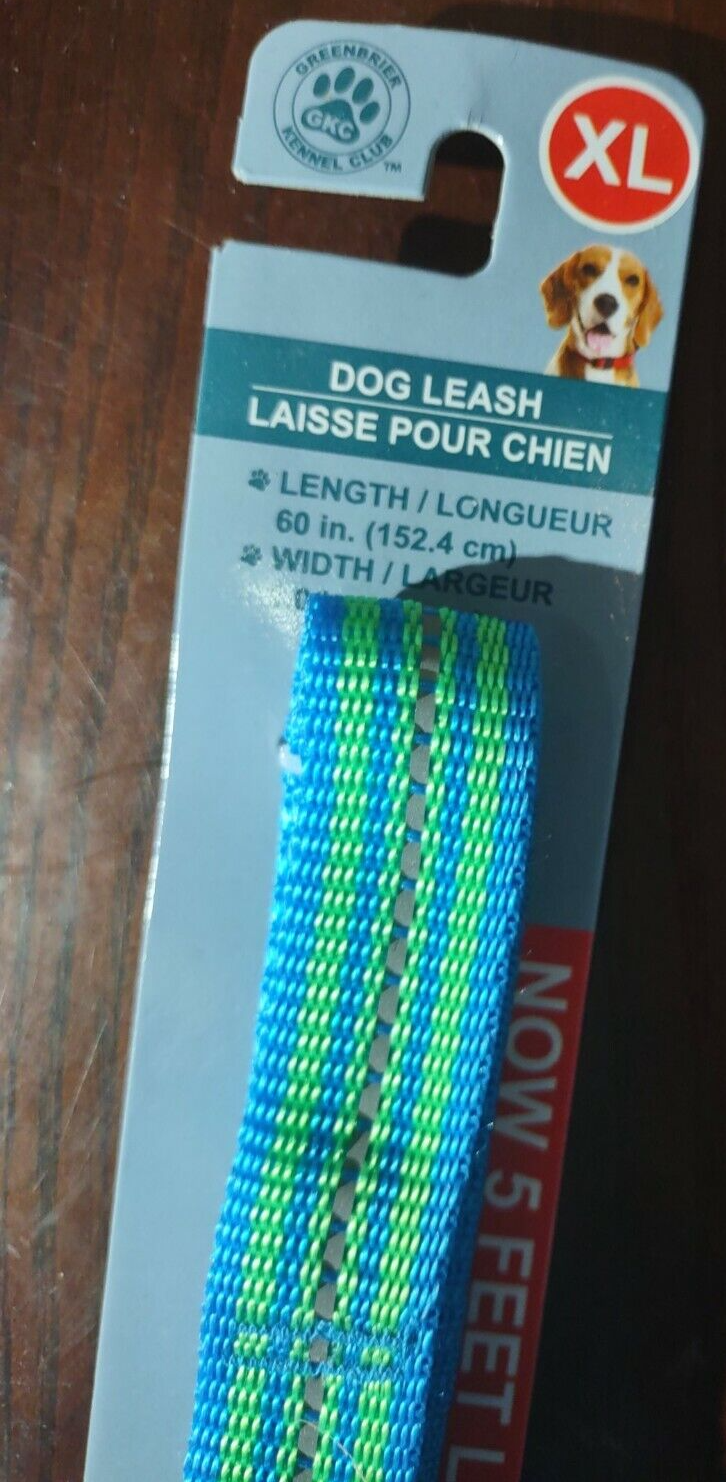 GREENBRIER
GKC
KENNEL CLUB™
XL
DOG LEASH
LAISSE POUR CHIEN
LENGTH / LONGUEUR
60 in. (152.4 cm)
WIDTH / LARGEUR
NOW 5 FEET